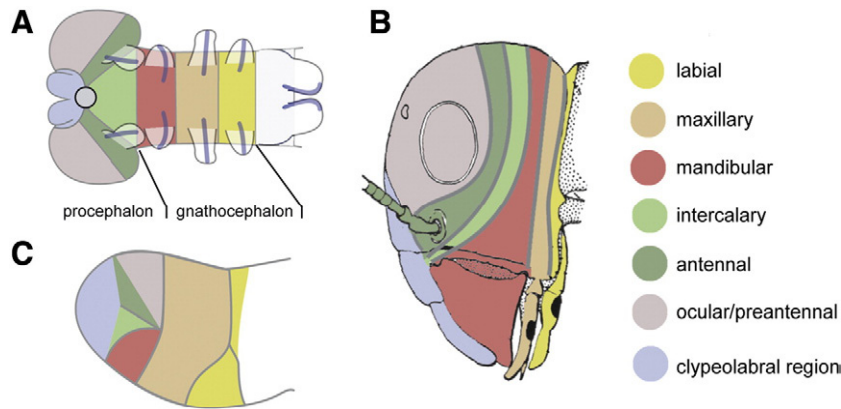 A
B
labial
maxillary
mandibular
intercalary
antennal
ocular/preantennal
clypeolabral region
procephalon
gnathocephalon
C